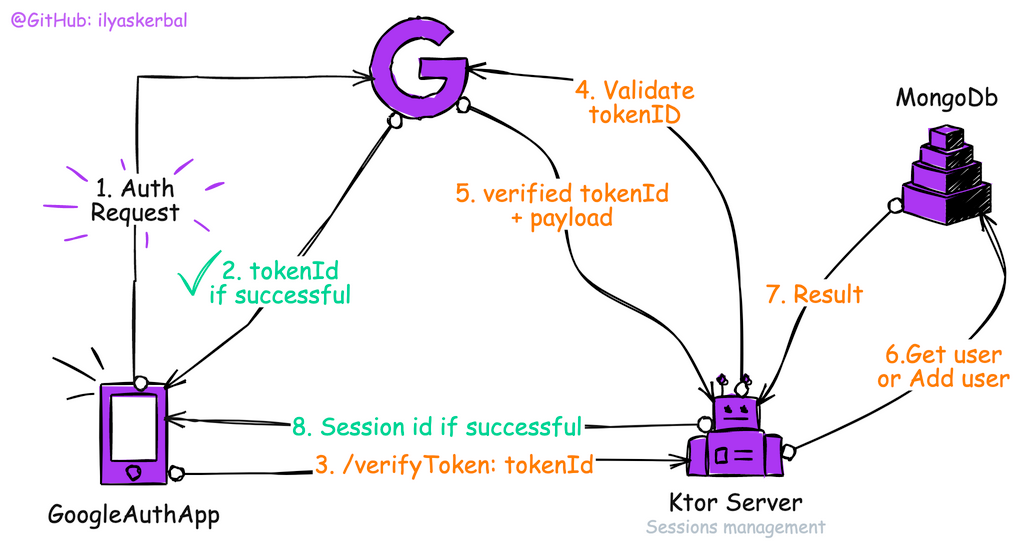 @GitHub: ilyaskerbal
4. Validate
tokenID
MongoDb
1. Auth
Request
5. verified tokenId
+ payload
2. tokenId
if successful
7. Result
6.Get user
or Add user
8. Session id if successful
3. /verifyToken: tokenId
GoogleAuthApp
Ktor Server
Sessions management